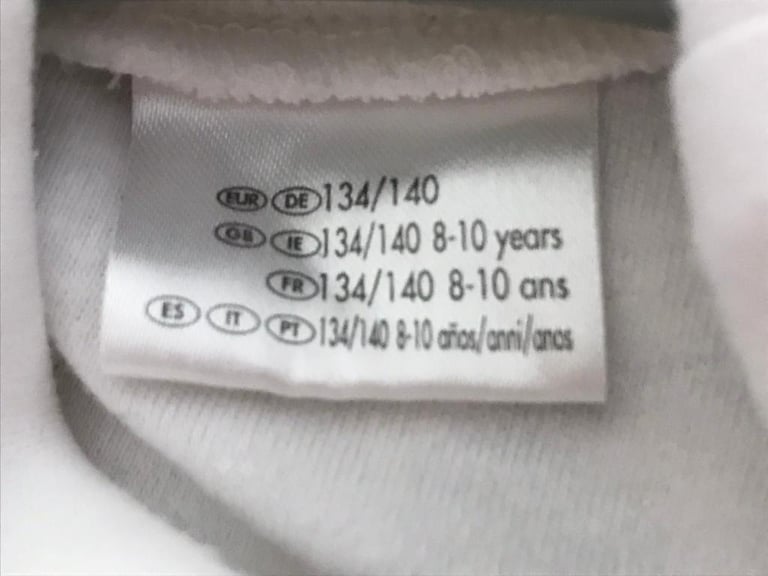 EUR DE 134/140
GB IE 134/140 8-10 years
FR 134/140 8-10 ans
ES IT PT 134/140 8-10 años/anni/anos